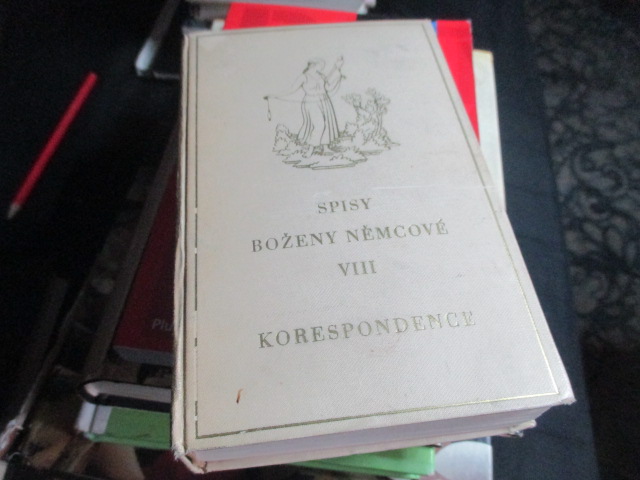 SPISY
BOŽENY NĚMCOVÉ
VIII
KORESPONDENCE